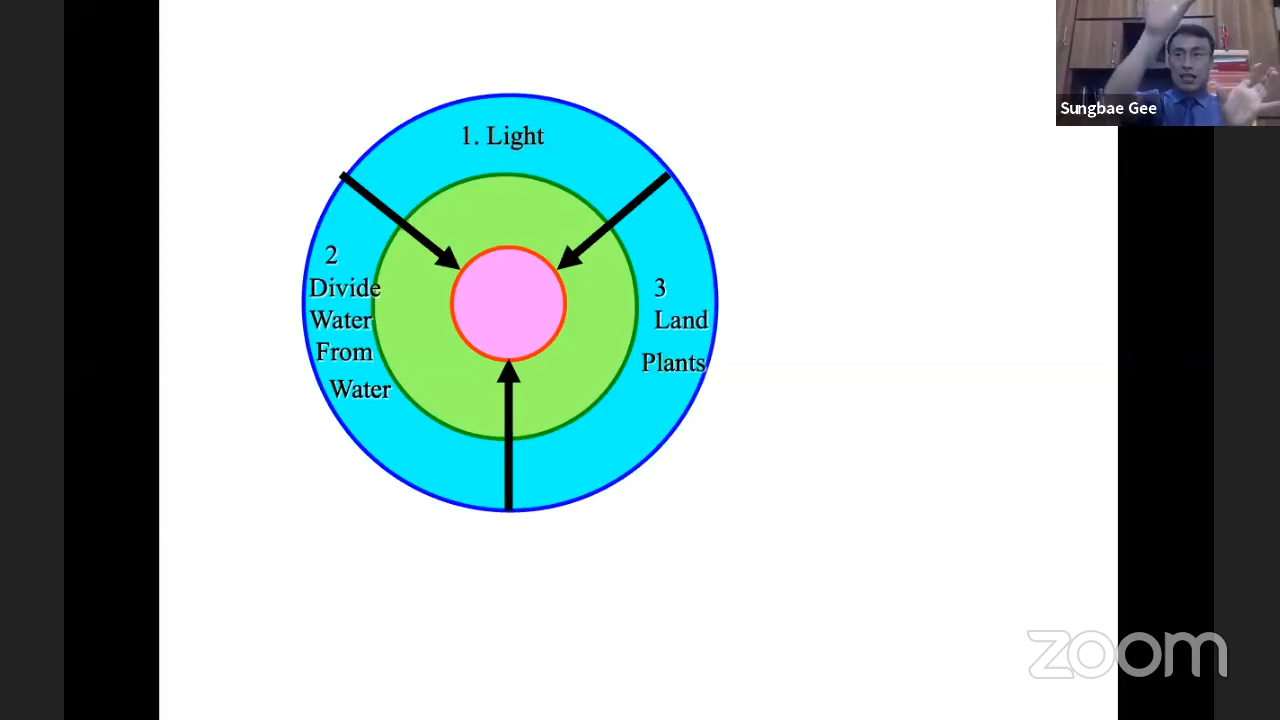 Sungbae Gee
1. Light
2
Divide
Water
From
Water
3
Land
Plants
zoom